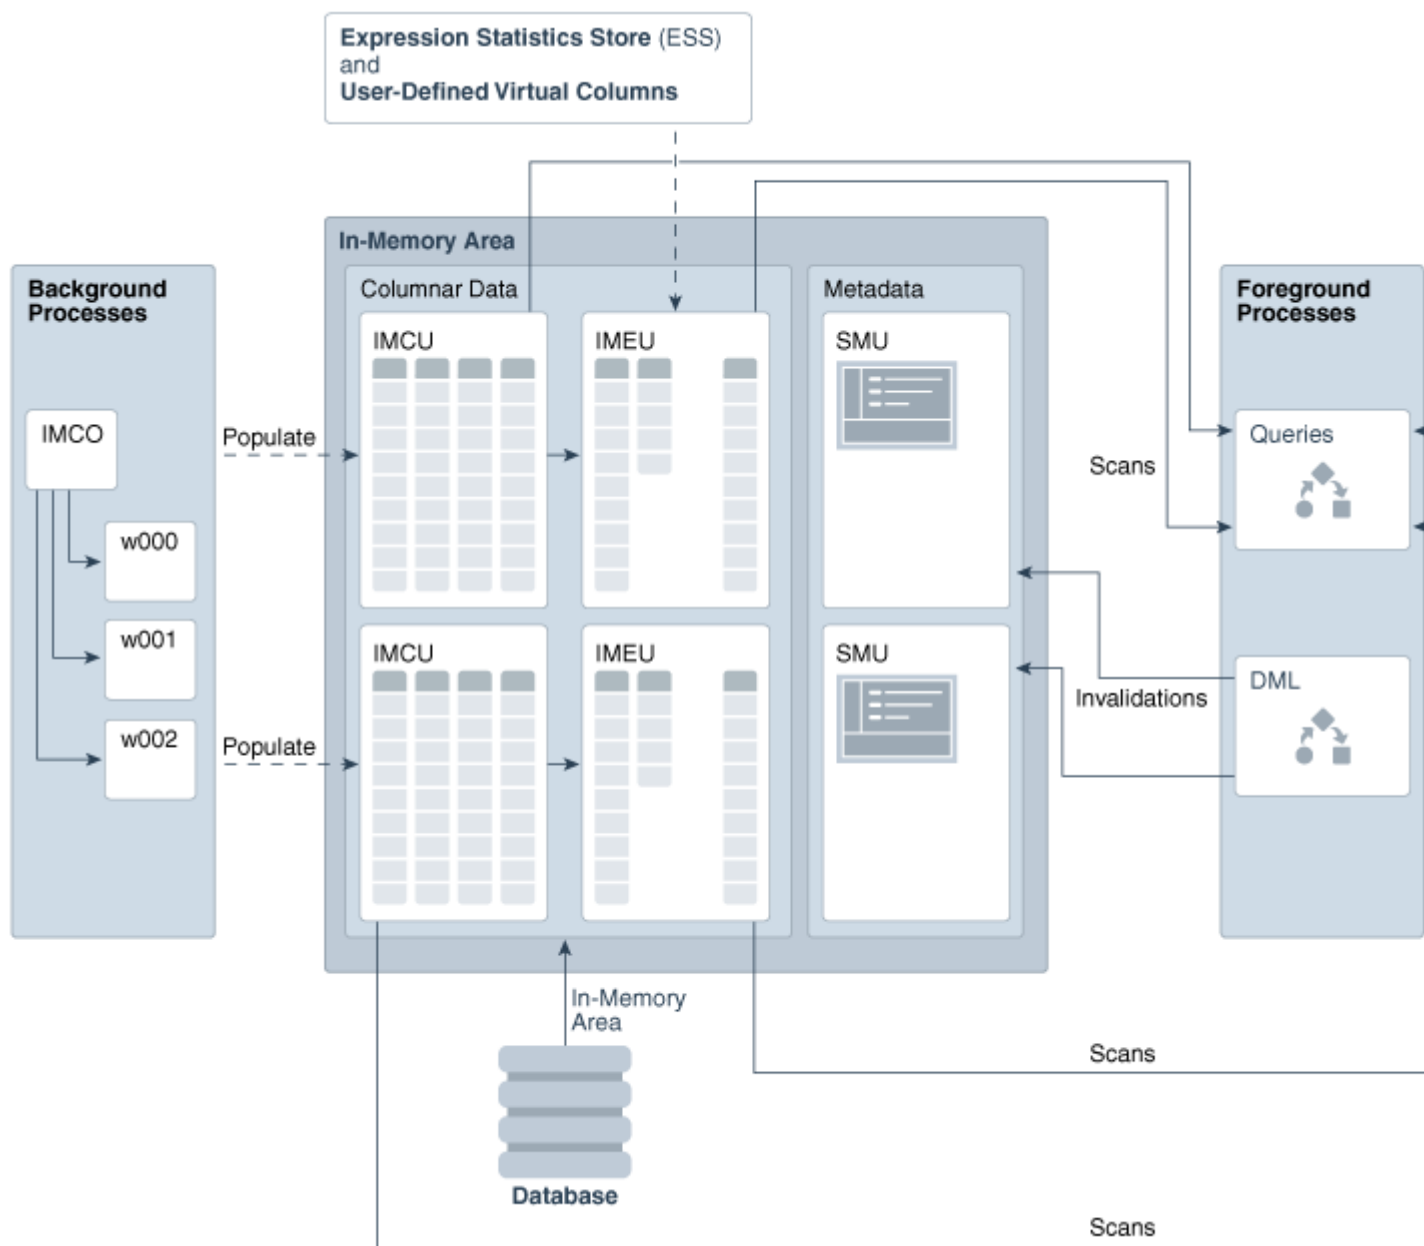 Expression Statistics Store (ESS)
and
User-Defined Virtual Columns
In-Memory Area
Background
Processes
IMCO
w000
w001
w002
Populate
Populate
Columnar Data
IMCU
IMEU
IMCU
IMEU
Metadata
SMU
SMU
Scans
Invalidations
Foreground
Processes
Queries
DML
In-Memory
Area
Database
Scans
Scans